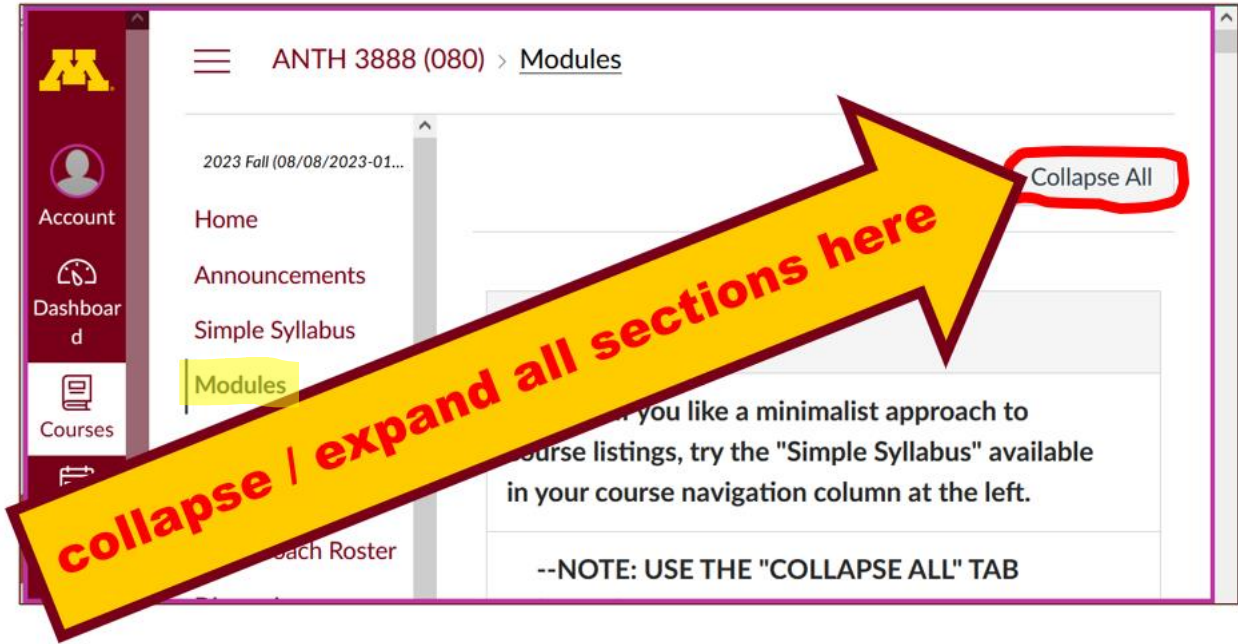 M
ANTH 3888 (080) > Modules
2023 Fall (08/08/2023-01...
Collapse All
Account
Home
Announcements
Dashboar
d
Simple Syllabus
Modules
Courses
collapse / expand all sections here
you like a minimalist approach to
course listings, try the "Simple Syllabus" available
in your course navigation column at the left.
Roster
--NOTE: USE THE "COLLAPSE ALL" TAB